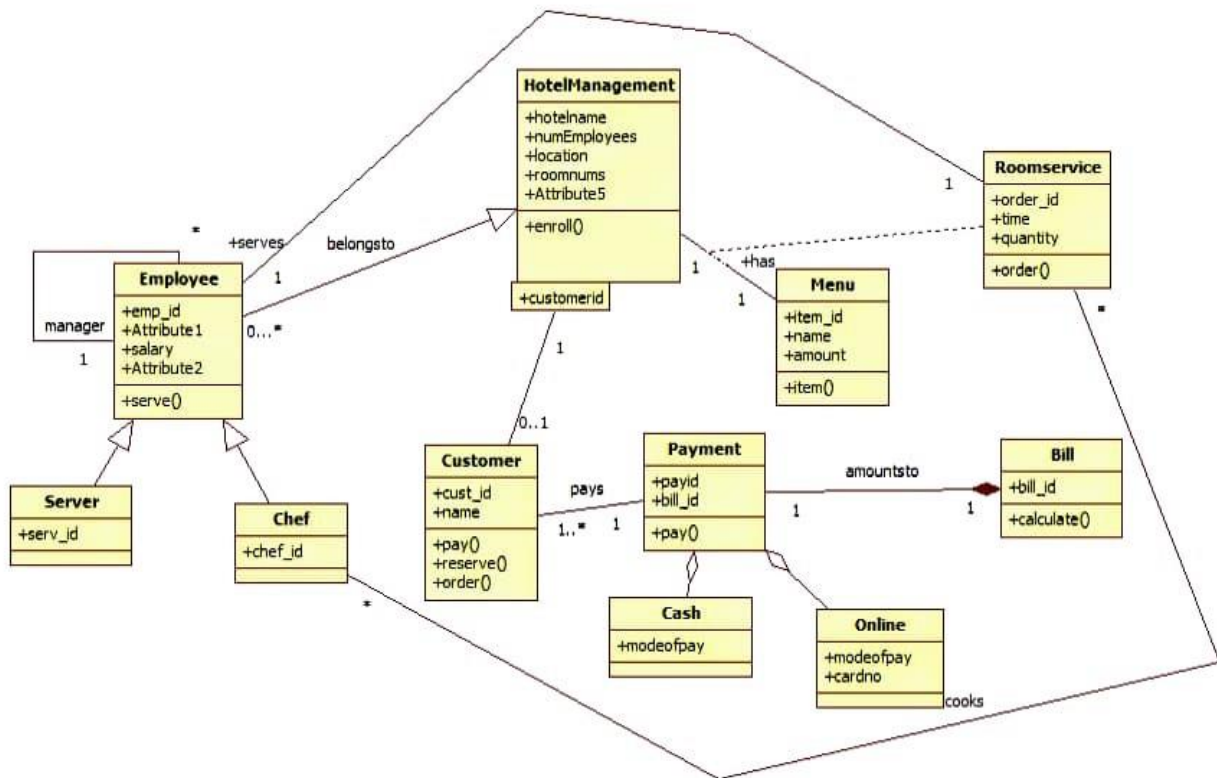 HotelManagement
+hotelname
+numEmployees
+location
+roomnums
+Attribute5
+enroll()
+customerid
Roomservice
+order_id
+time
+quantity
+order()
1
*
*
+serves
belongsto
1
0...*
manager
1
Employee
+emp_id
+Attribute1
+salary
+Attribute2
+serve()
1
+has
1
Menu
+item_id
+name
+amount
+item()
1
0..1
Server
+serv_id
Chef
+chef_id
*
Customer
+cust_id
+name
+pay()
+reserve()
+order()
pays
1..*
1
Payment
+payid
+bill_id
+pay()
amountsto
1
1
Bill
+bill_id
+calculate()
Cash
+modeofpay
Online
+modeofpay
+cardno
cooks